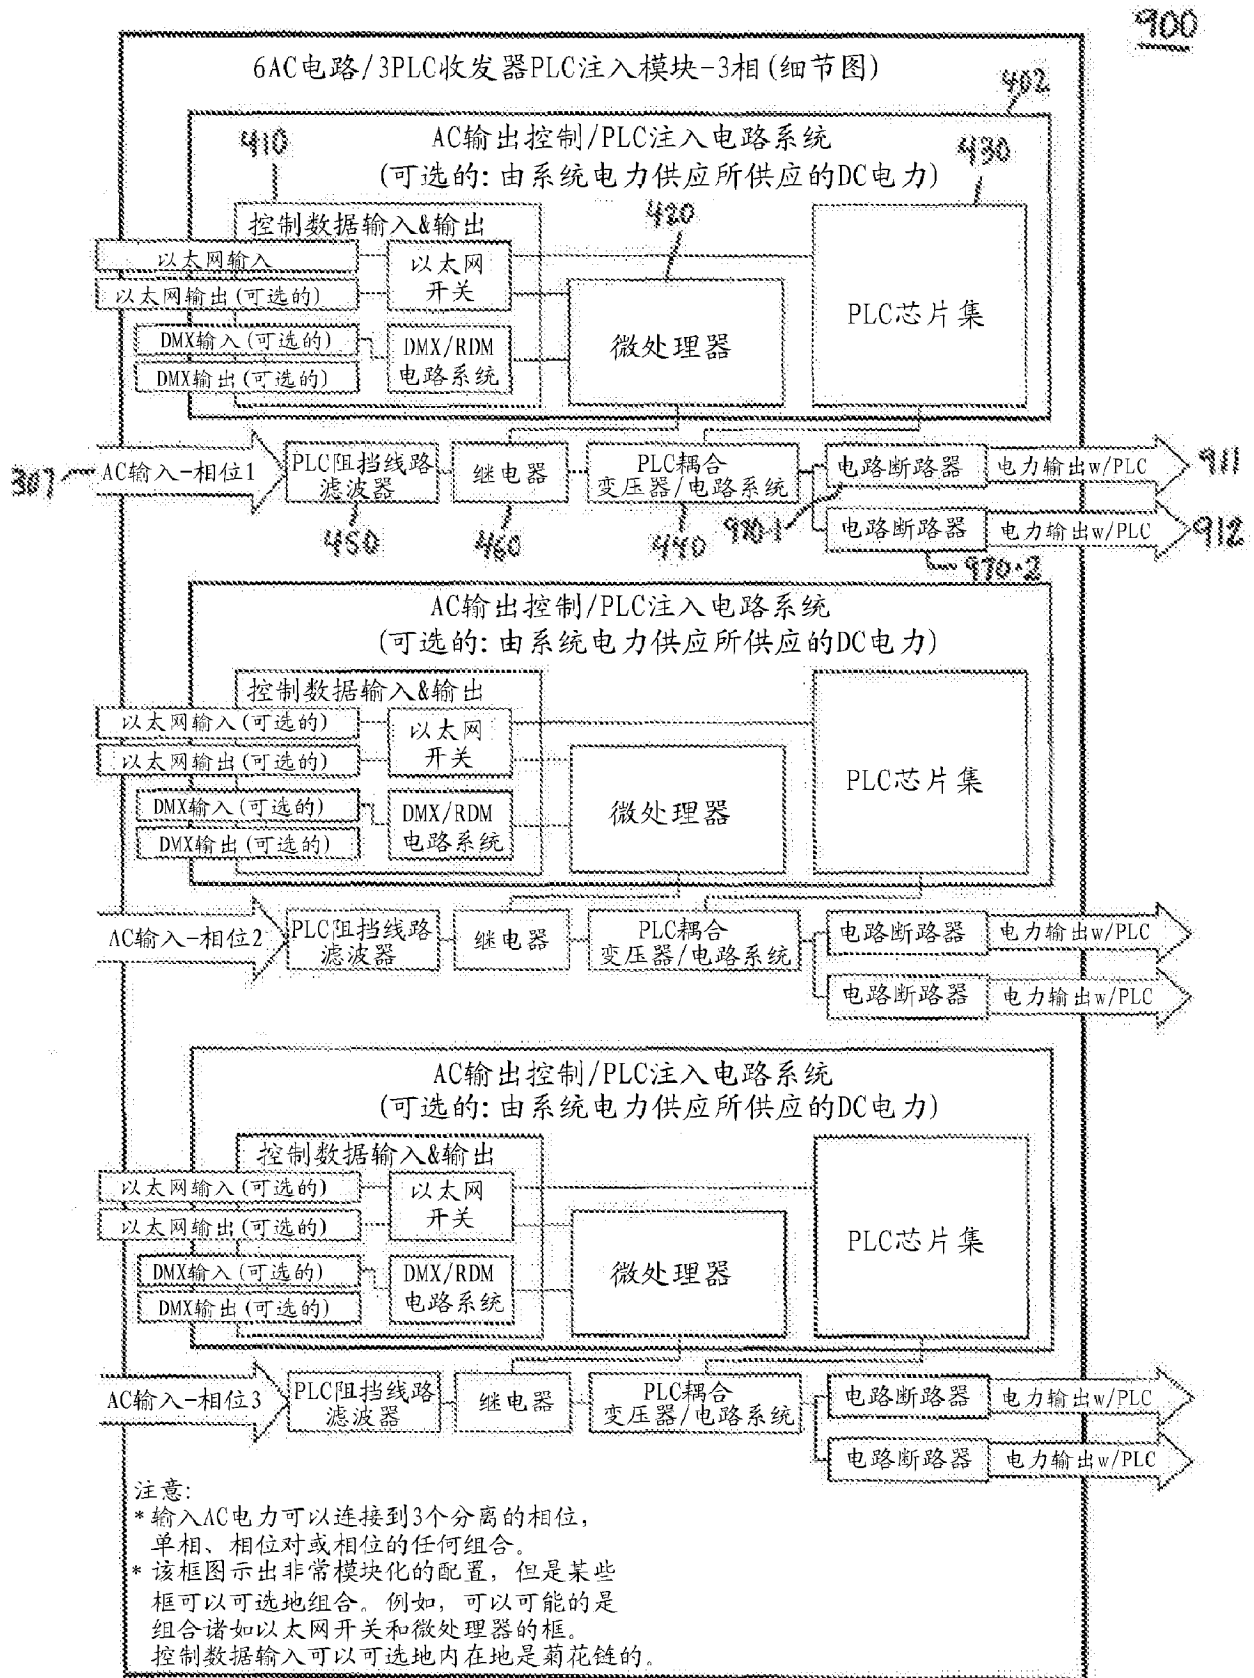 900
6AC电路/3PLC收发器PLC注入模块-3相(细节图)
402
AC输出控制/PLC注入电路系统
410
430
(可选的:由系统电力供应所供应的DC电力)
420
控制数据输入&输出
以太网输入
以太网输出(可选的)
以太网
开关
DMX输入(可选的)
DMX输出(可选的)
DMX/RDM
电路系统
微处理器
PLC芯片集
307
AC输入-相位1
PLC阻挡线路
滤波器
继电器
PLC耦合
变压器/电路系统
电路断路器
电力输出w/PLC
911
450
460
440
970-1
电路断路器
电力输出w/PLC
912
970-2
AC输出控制/PLC注入电路系统
(可选的:由系统电力供应所供应的DC电力)
控制数据输入&输出
以太网输入(可选的)
以太网输出(可选的)
以太网
开关
DMX输入(可选的)
DMX输出(可选的)
DMX/RDM
电路系统
微处理器
PLC芯片集
AC输入-相位2
PLC阻挡线路
滤波器
继电器
PLC耦合
变压器/电路系统
电路断路器
电力输出w/PLC
电路断路器
电力输出w/PLC
AC输出控制/PLC注入电路系统
(可选的:由系统电力供应所供应的DC电力)
控制数据输入&输出
以太网输入(可选的)
以太网输出(可选的)
以太网
开关
DMX输入(可选的)
DMX输出(可选的)
DMX/RDM
电路系统
微处理器
PLC芯片集
AC输入-相位3
PLC阻挡线路
滤波器
继电器
PLC耦合
变压器/电路系统
电路断路器
电力输出w/PLC
电路断路器
电力输出w/PLC
注意:
*输入AC电力可以连接到3个分离的相位,
单相、相位对或相位的任何组合。
*该框图示出非常模块化的配置,但是某些
框可以可选地组合。例如,可以可能的是
组合诸如以太网开关和微处理器的框。
控制数据输入可以可选地内在地是菊花链的。